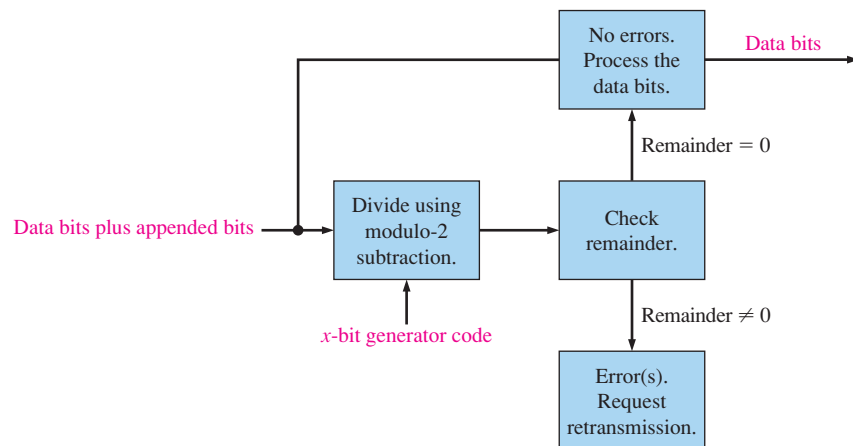 No errors.
Process the
data bits.
Data bits
Remainder = 0
Data bits plus appended bits
Divide using
modulo-2
subtraction.
Check
remainder.
x-bit generator code
Remainder ≠ 0
Error(s).
Request
retransmission.